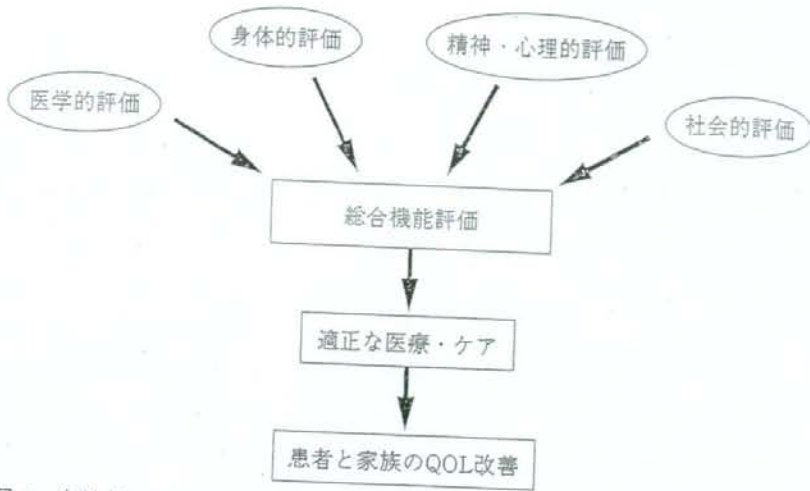 身体的評価
精神・心理的評価
医学的評価
社会的評価
総合機能評価
適正な医療・ケア
患者と家族のQOL改善